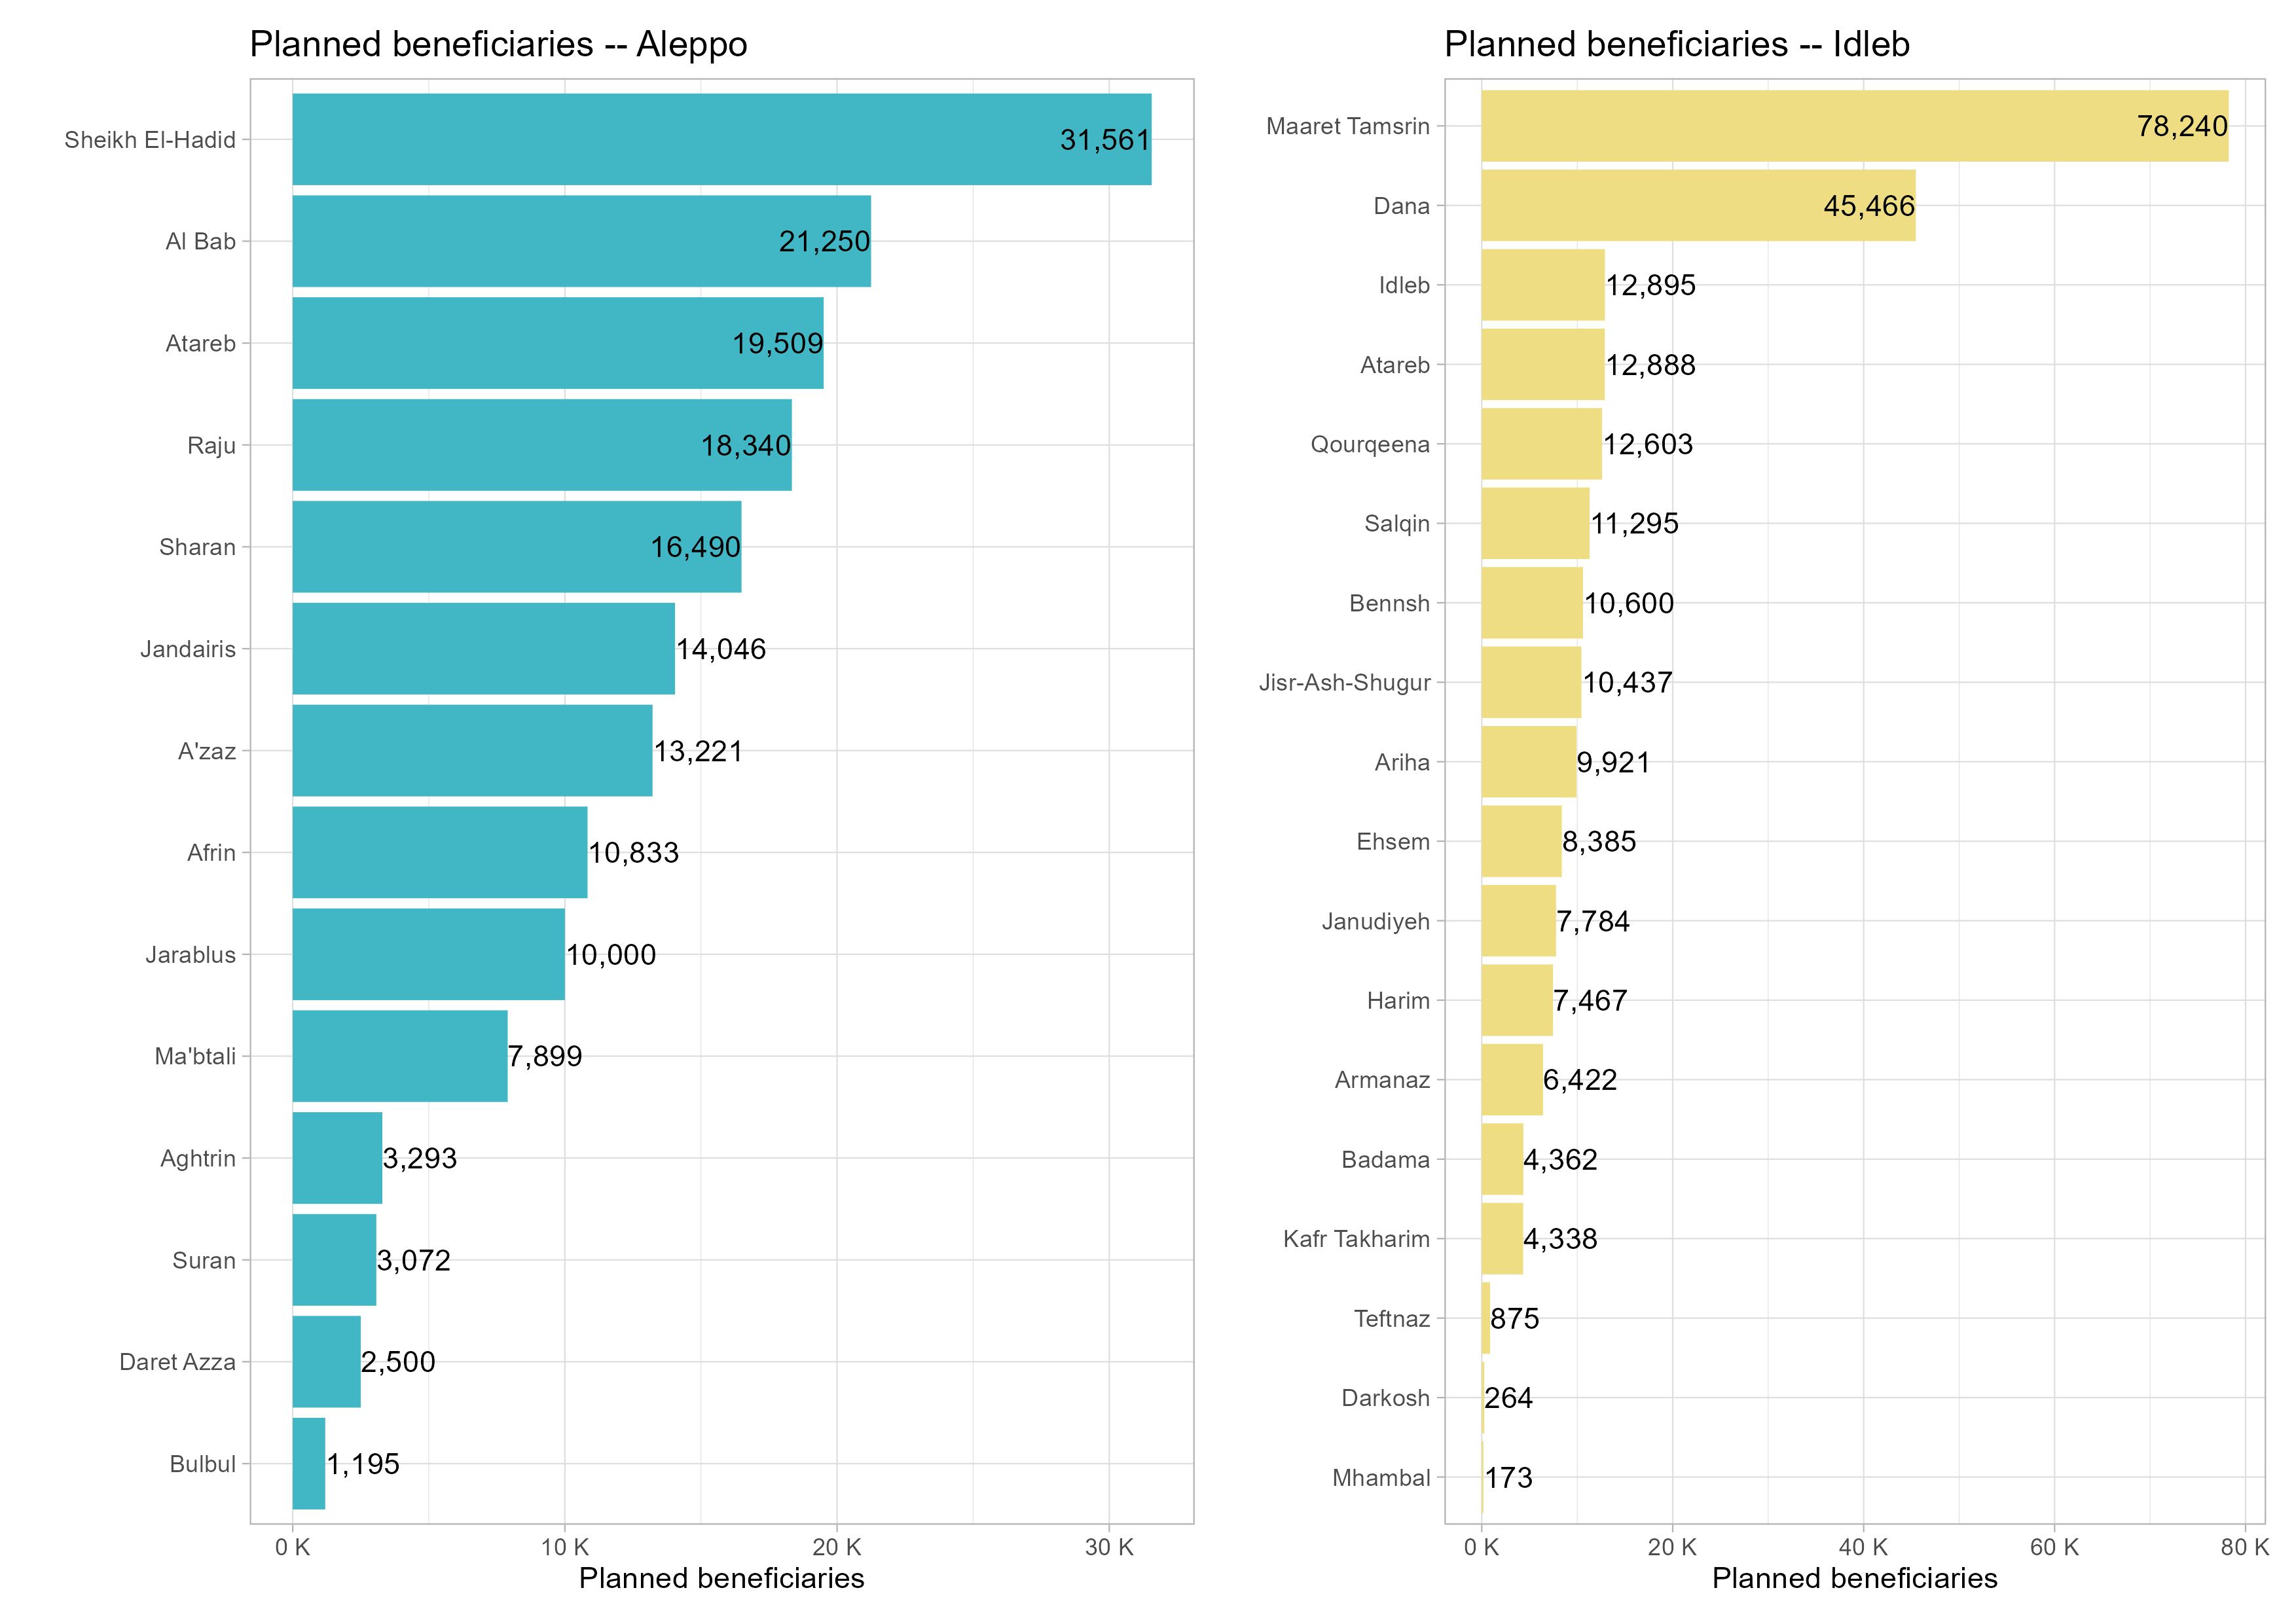 Planned beneficiaries -- Aleppo
Sheikh El-Hadid 31,561
Al Bab 21,250
Atareb 19,509
Raju 18,340
Sharan 16,490
Jandairis 14,046
A'zaz 13,221
Afrin 10,833
Jarablus 10,000
Ma'btali 7,899
Aghtrin 3,293
Suran 3,072
Daret Azza 2,500
Bulbul 1,195
0 K 10 K 20 K 30 K
Planned beneficiaries
Planned beneficiaries -- Idleb
Maaret Tamsrin 78,240
Dana 45,466
Idleb 12,895
Atareb 12,888
Qourqeena 12,603
Salqin 11,295
Bennsh 10,600
Jisr-Ash-Shugur 10,437
Ariha 9,921
Ehsem 8,385
Janudiyeh 7,784
Harim 7,467
Armanaz 6,422
Badama 4,362
Kafr Takharim 4,338
Teftnaz 875
Darkosh 264
Mhambal 173
0 K 20 K 40 K 60 K 80 K
Planned beneficiaries